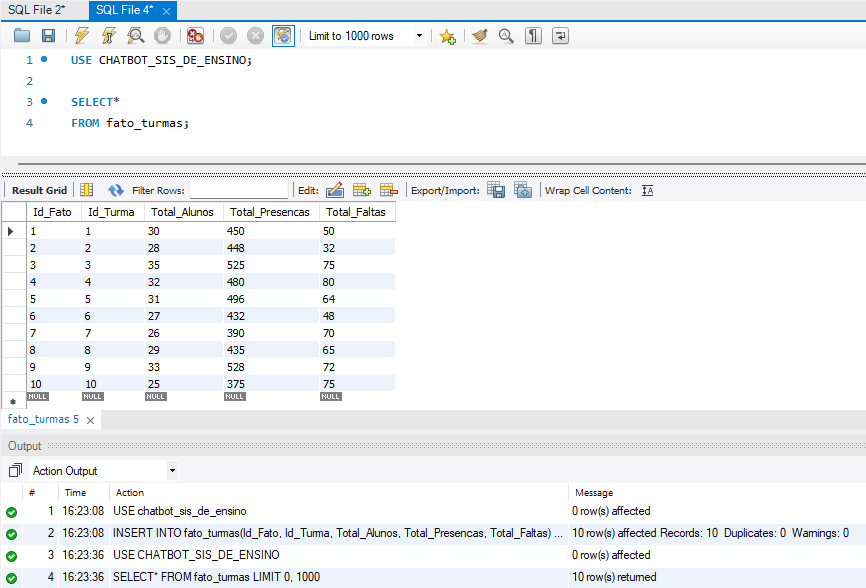 SQL File 2* SQL File 4*
Limit to 1000 rows
1 USE CHATBOT_SIS_DE_ENSINO;
2
3 SELECT*
4 FROM fato_turmas;
Result Grid Filter Rows: Edit: Export/Import: Wrap Cell Content:
Id_Fato Id_Turma Total_Alunos Total_Presencas Total_Faltas
1 1 30 450 50
2 2 28 448 32
3 3 35 525 75
4 4 32 480 80
5 5 31 496 64
6 6 27 432 48
7 7 26 390 70
8 8 29 435 65
9 9 33 528 72
10 10 25 375 75
NULL NULL NULL NULL NULL
fato_turmas 5
Output
Action Output
# Time Action Message
1 16:23:08 USE chatbot_sis_de_ensino 0 row(s) affected
2 16:23:08 INSERT INTO fato_turmas(Id_Fato, Id_Turma, Total_Alunos, Total_Presencas, Total_Faltas) ... 10 row(s) affected Records: 10 Duplicates: 0 Warnings: 0
3 16:23:36 USE CHATBOT_SIS_DE_ENSINO 0 row(s) affected
4 16:23:36 SELECT* FROM fato_turmas LIMIT 0, 1000 10 row(s) returned